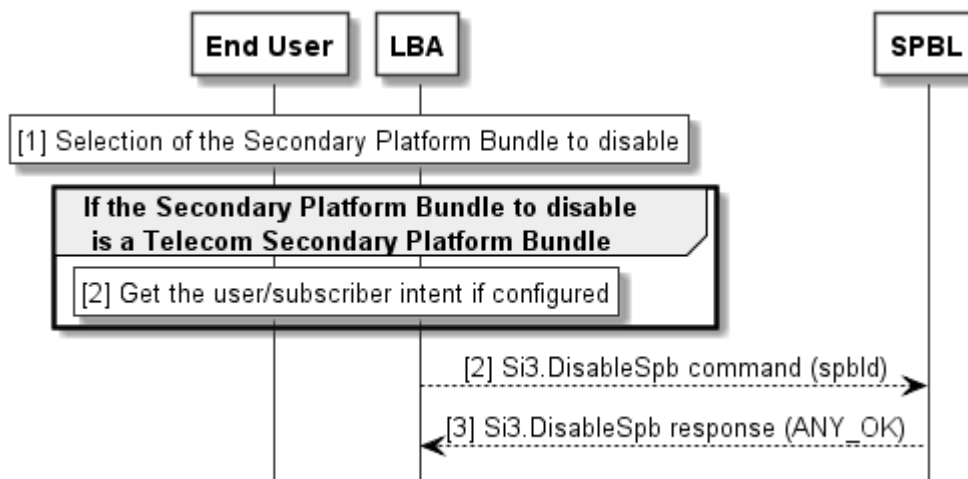 End User
LBA
SPBL
[1] Selection of the Secondary Platform Bundle to disable
If the Secondary Platform Bundle to disable
is a Telecom Secondary Platform Bundle
[2] Get the user/subscriber intent if configured
[2] Si3.DisableSpb command (spbId)
[3] Si3.DisableSpb response (ANY_OK)